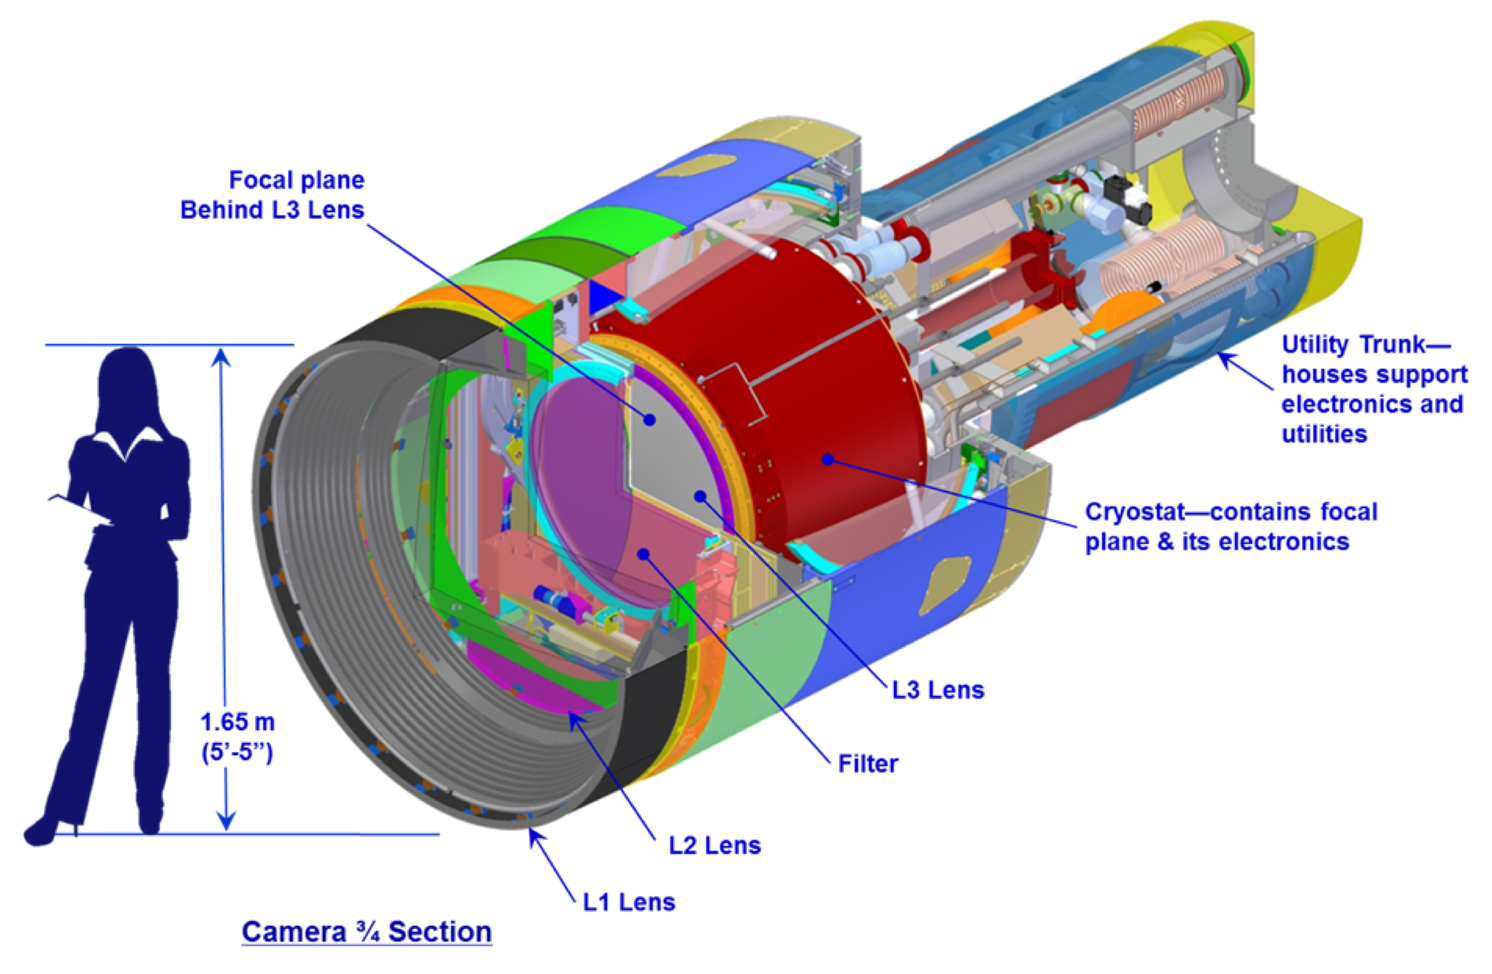 Focal plane
Behind L3 Lens
Utility Trunk—
houses support
electronics and
utilities
Cryostat—contains focal
plane & its electronics
L3 Lens
1.65 m
(5’-5”)
Filter
L2 Lens
L1 Lens
Camera ¾ Section